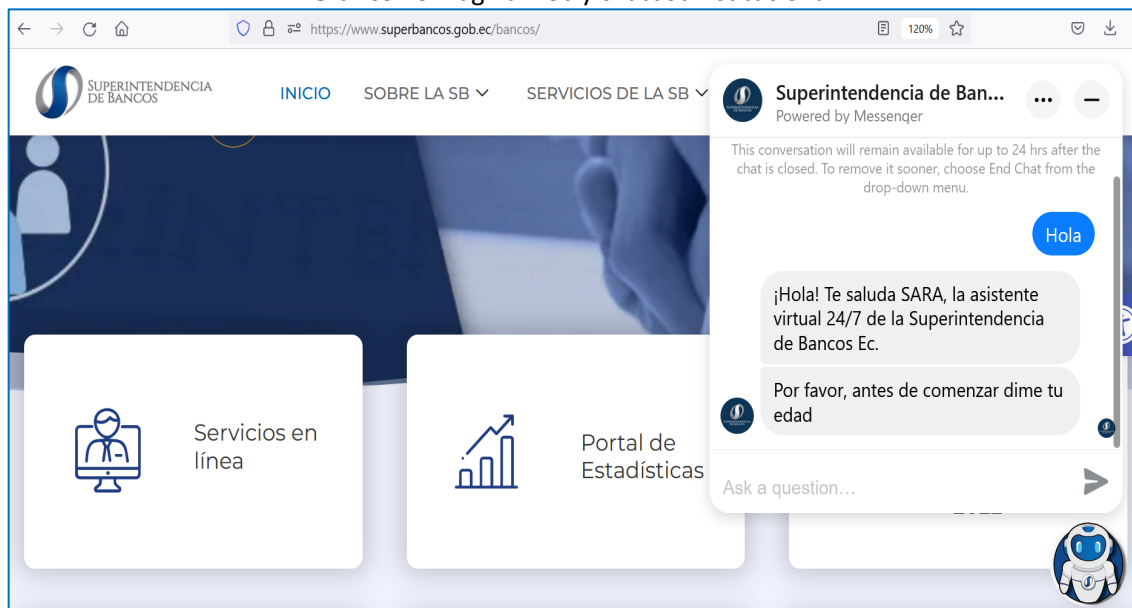 https://www.superbancos.gob.ec/bancos/
120%
SUPERINTENDENCIA
DE BANCOS
INICIO
SOBRE LA SB
SERVICIOS DE LA SB
Superintendencia de Ban...
Powered by Messenger
This conversation will remain available for up to 24 hrs after the
chat is closed. To remove it sooner, choose End Chat from the
drop-down menu.
Hola
¡Hola! Te saluda SARA, la asistente
virtual 24/7 de la Superintendencia
de Bancos Ec.
Por favor, antes de comenzar dime tu
edad
Ask a question...
Servicios en
línea
Portal de
Estadísticas